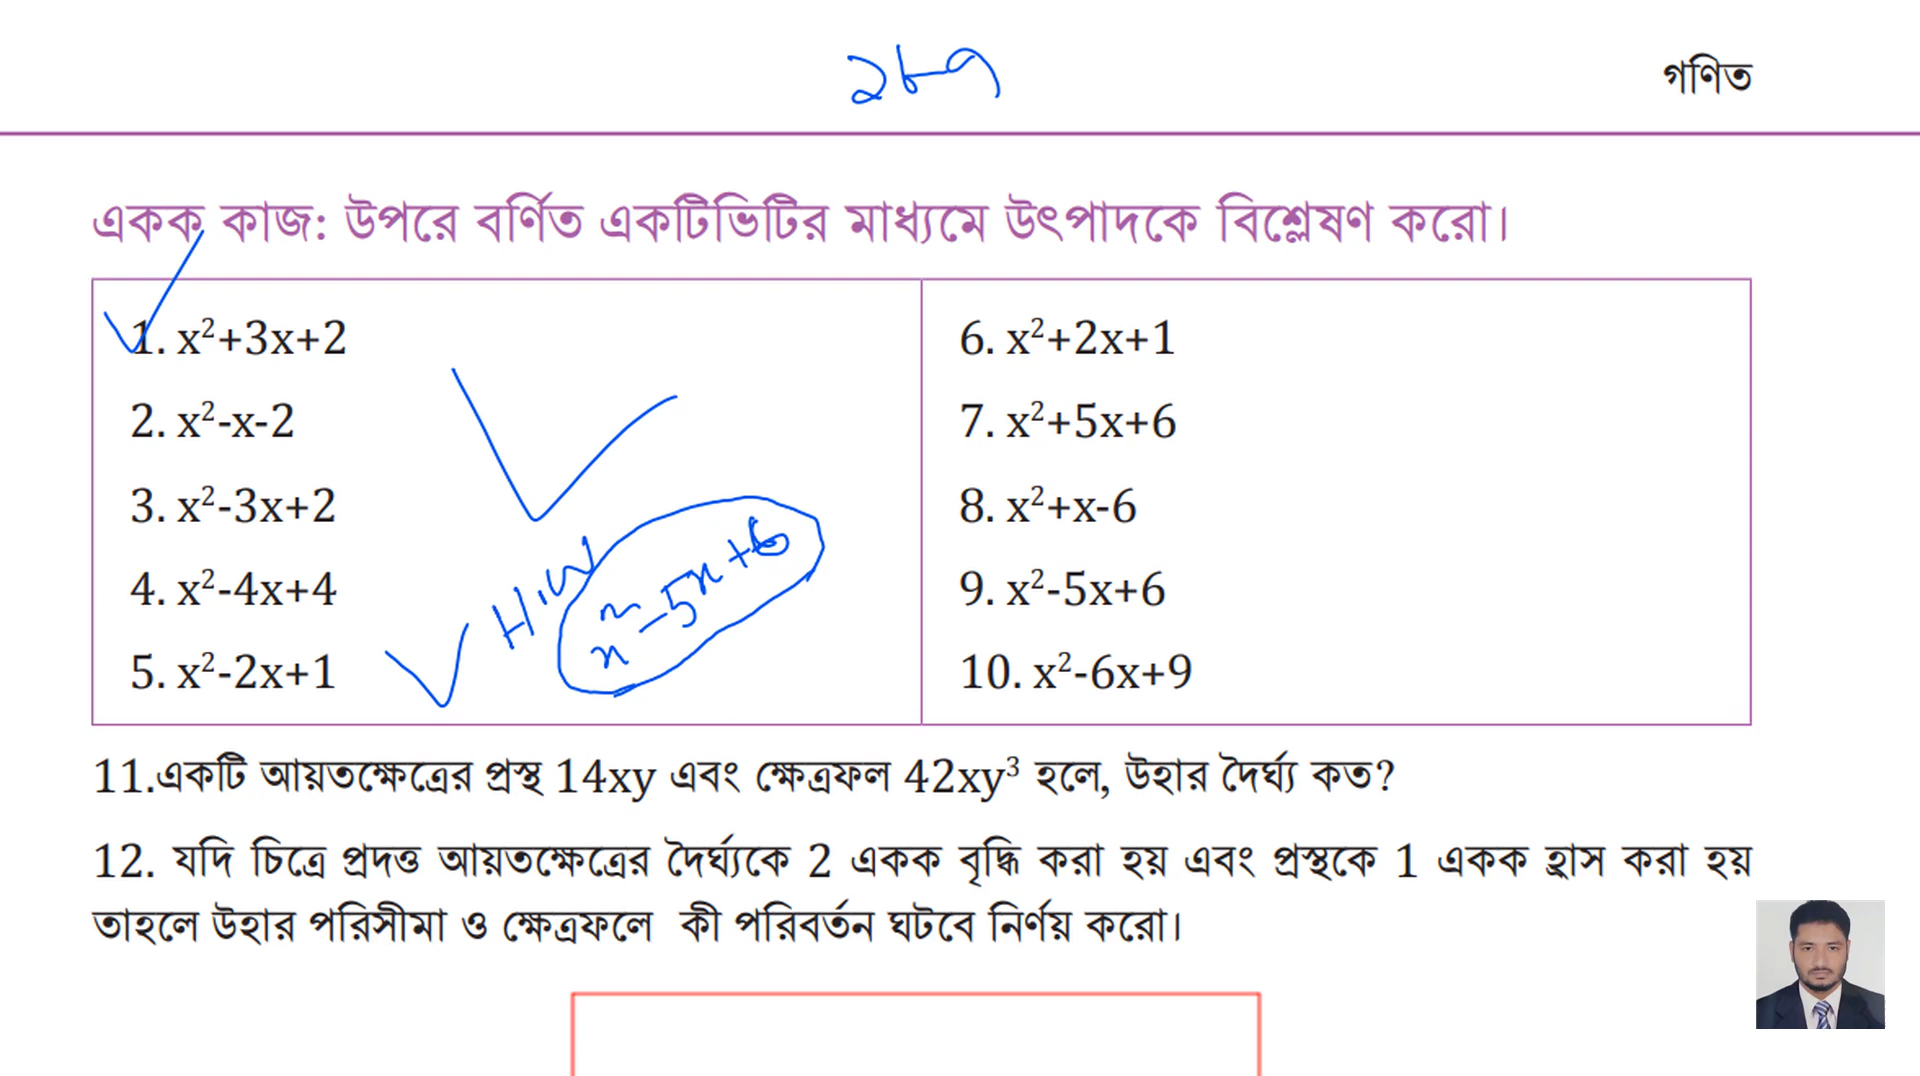 ২৮৭
গণিত
একক কাজ: উপরে বর্ণিত একটিভিটির মাধ্যমে উৎপাদকে বিশ্লেষণ করো।
1. x²+3x+2
2. x²-x-2
3. x²-3x+2
4. x²-4x+4
5. x²-2x+1
H.W
x²-5x+6
6. x²+2x+1
7. x²+5x+6
8. x²+x-6
9. x²-5x+6
10. x²-6x+9
11.একটি আয়তক্ষেত্রের প্রস্থ 14xy এবং ক্ষেত্রফল 42xy³ হলে, উহার দৈর্ঘ্য কত?
12. যদি চিত্রে প্রদত্ত আয়তক্ষেত্রের দৈর্ঘ্যকে 2 একক বৃদ্ধি করা হয় এবং প্রস্থকে 1 একক হ্রাস করা হয়
তাহলে উহার পরিসীমা ও ক্ষেত্রফলে কী পরিবর্তন ঘটবে নির্ণয় করো।